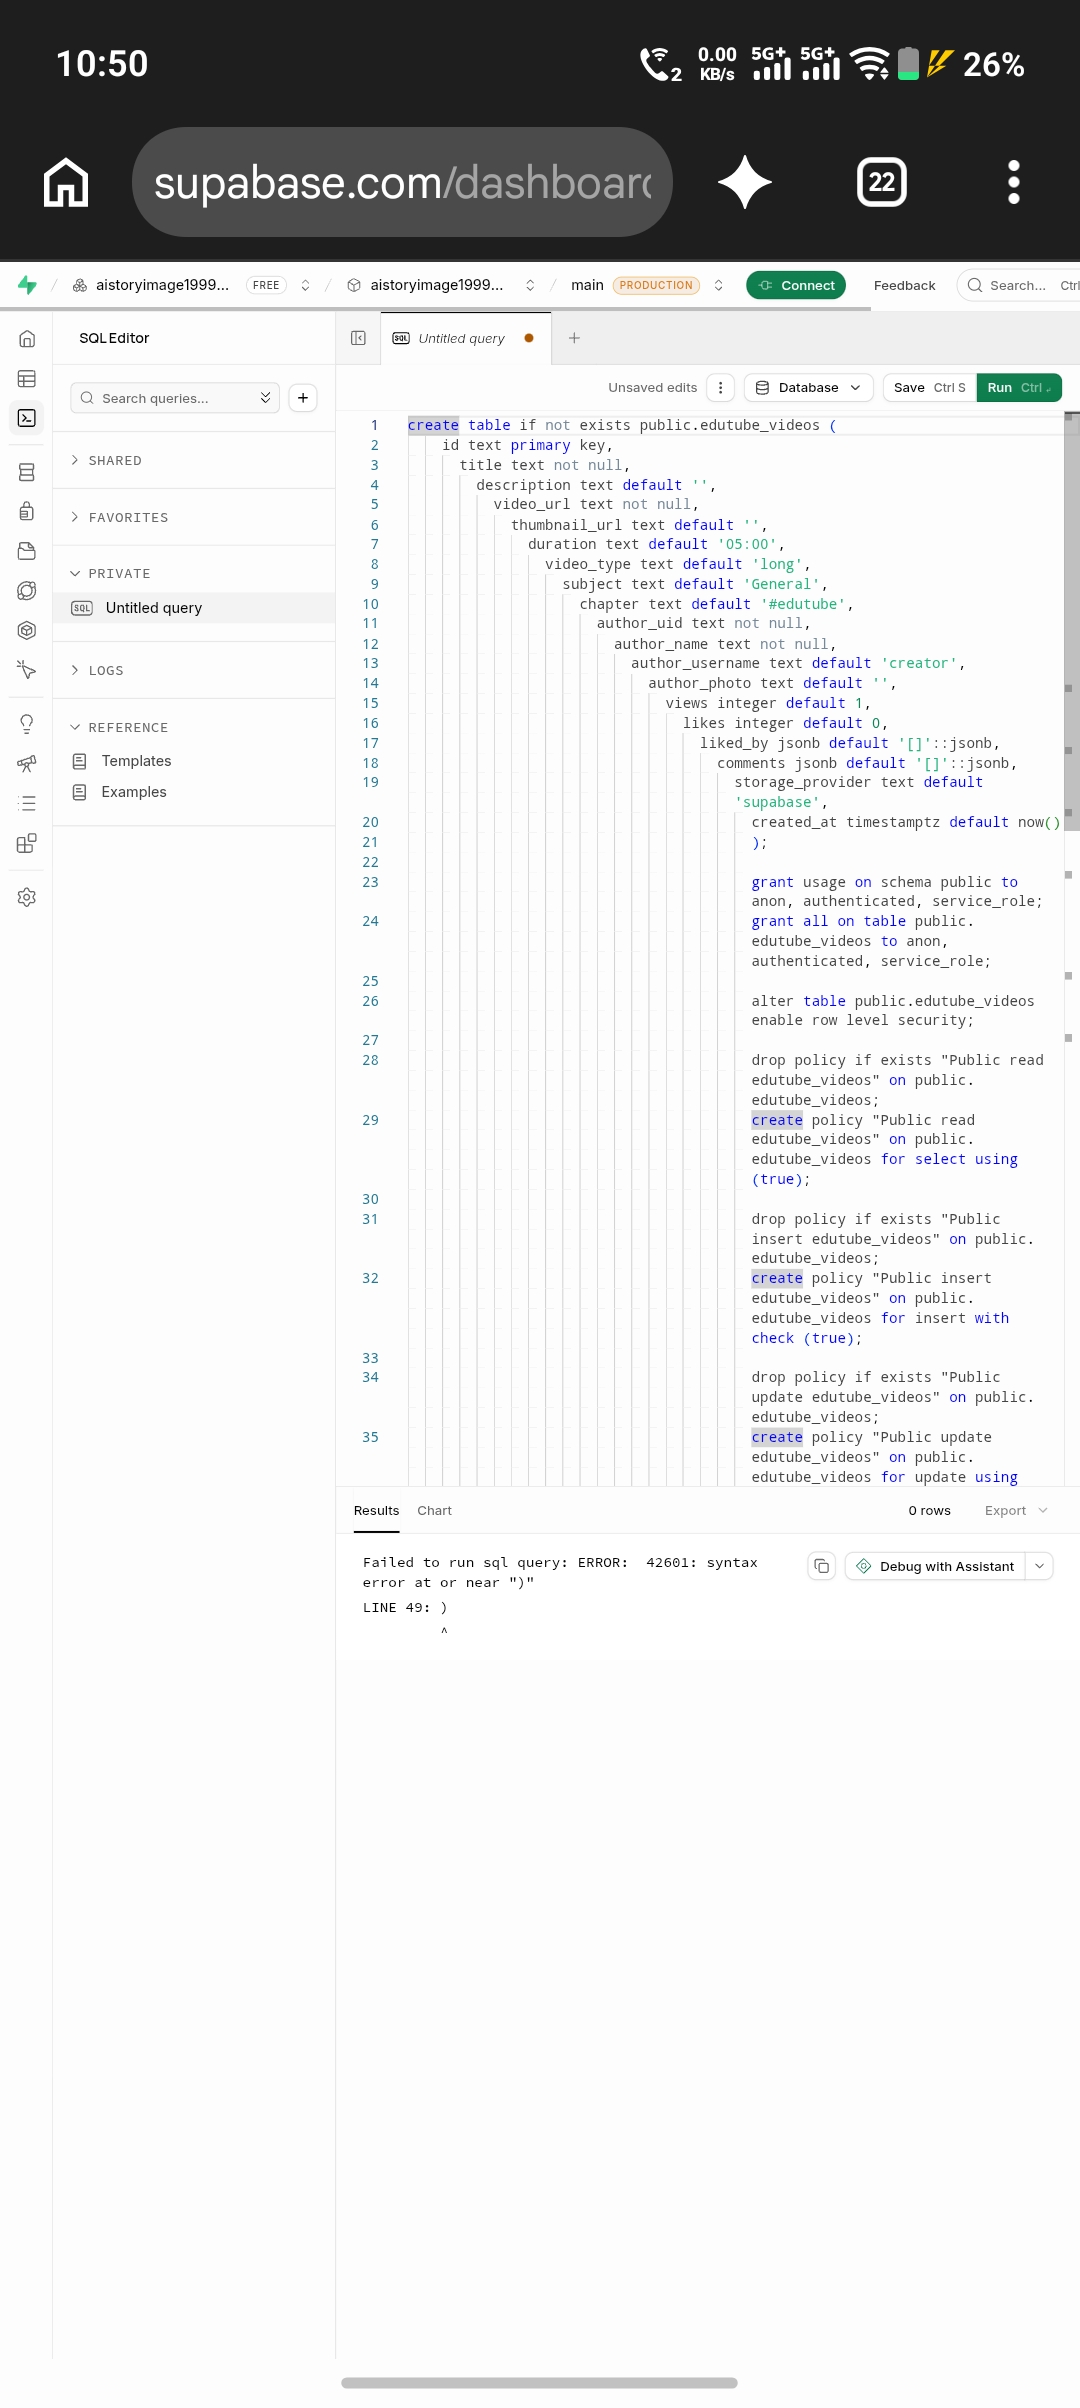 10:50
2
0.00
KB/s
5G+
5G+
26%
supabase.com/dashboard
22
aistoryimage1999...
FREE
aistoryimage1999...
main
PRODUCTION
Connect
Feedback
Search...
SQL Editor
SQL
Untitled query
Search queries...
Unsaved edits
Database
Save Ctrl S
Run Ctrl
SHARED
FAVORITES
PRIVATE
SQL Untitled query
LOGS
REFERENCE
Templates
Examples
1 create table if not exists public.edutube_videos (
2 id text primary key,
3 title text not null,
4 description text default '',
5 video_url text not null,
6 thumbnail_url text default '',
7 duration text default '05:00',
8 video_type text default 'long',
9 subject text default 'General',
10 chapter text default '#edutube',
11 author_uid text not null,
12 author_name text not null,
13 author_username text default 'creator',
14 author_photo text default '',
15 views integer default 1,
16 likes integer default 0,
17 liked_by jsonb default '[]'::jsonb,
18 comments jsonb default '[]'::jsonb,
19 storage_provider text default
'supabase',
20 created_at timestamptz default now()
21 );
22
23 grant usage on schema public to
anon, authenticated, service_role;
24 grant all on table public.
edutube_videos to anon,
authenticated, service_role;
25
26 alter table public.edutube_videos
enable row level security;
27
28 drop policy if exists "Public read
edutube_videos" on public.
edutube_videos;
29 create policy "Public read
edutube_videos" on public.
edutube_videos for select using
(true);
30
31 drop policy if exists "Public
insert edutube_videos" on public.
edutube_videos;
32 create policy "Public insert
edutube_videos" on public.
edutube_videos for insert with
check (true);
33
34 drop policy if exists "Public
update edutube_videos" on public.
edutube_videos;
35 create policy "Public update
edutube_videos" on public.
edutube_videos for update using
Results
Chart
0 rows
Export
Failed to run sql query: ERROR:  42601: syntax
error at or near ")"
LINE 49: )
^
Debug with Assistant